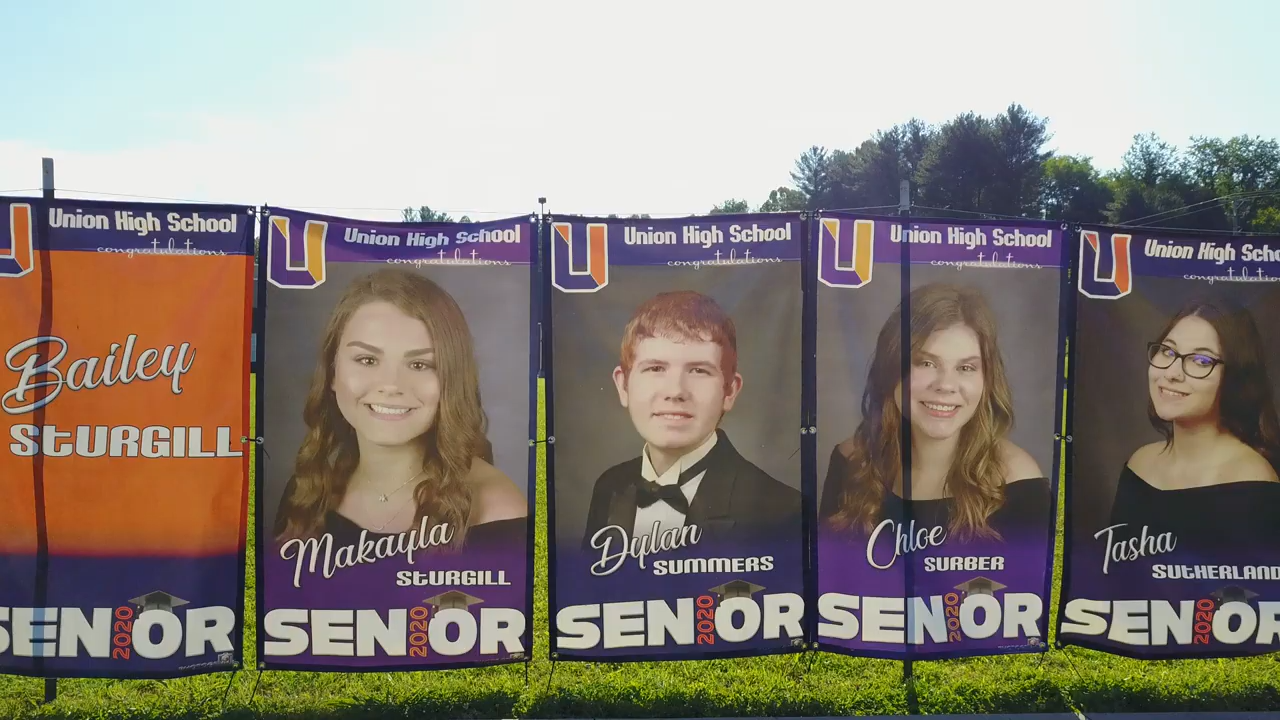 Union High School
congratulations
Bailey
STURGILL
SENIOR
2020
U
Union High School
congratulations
Makayla
STURGILL
SENIOR
2020
U
Union High School
congratulations
Dylan
SUMMERS
SENIOR
2020
U
Union High School
congratulations
Chloe
SURBER
SENIOR
2020
U
Union High School
congratulations
Tasha
SUTHERLAND
SENIOR
2020